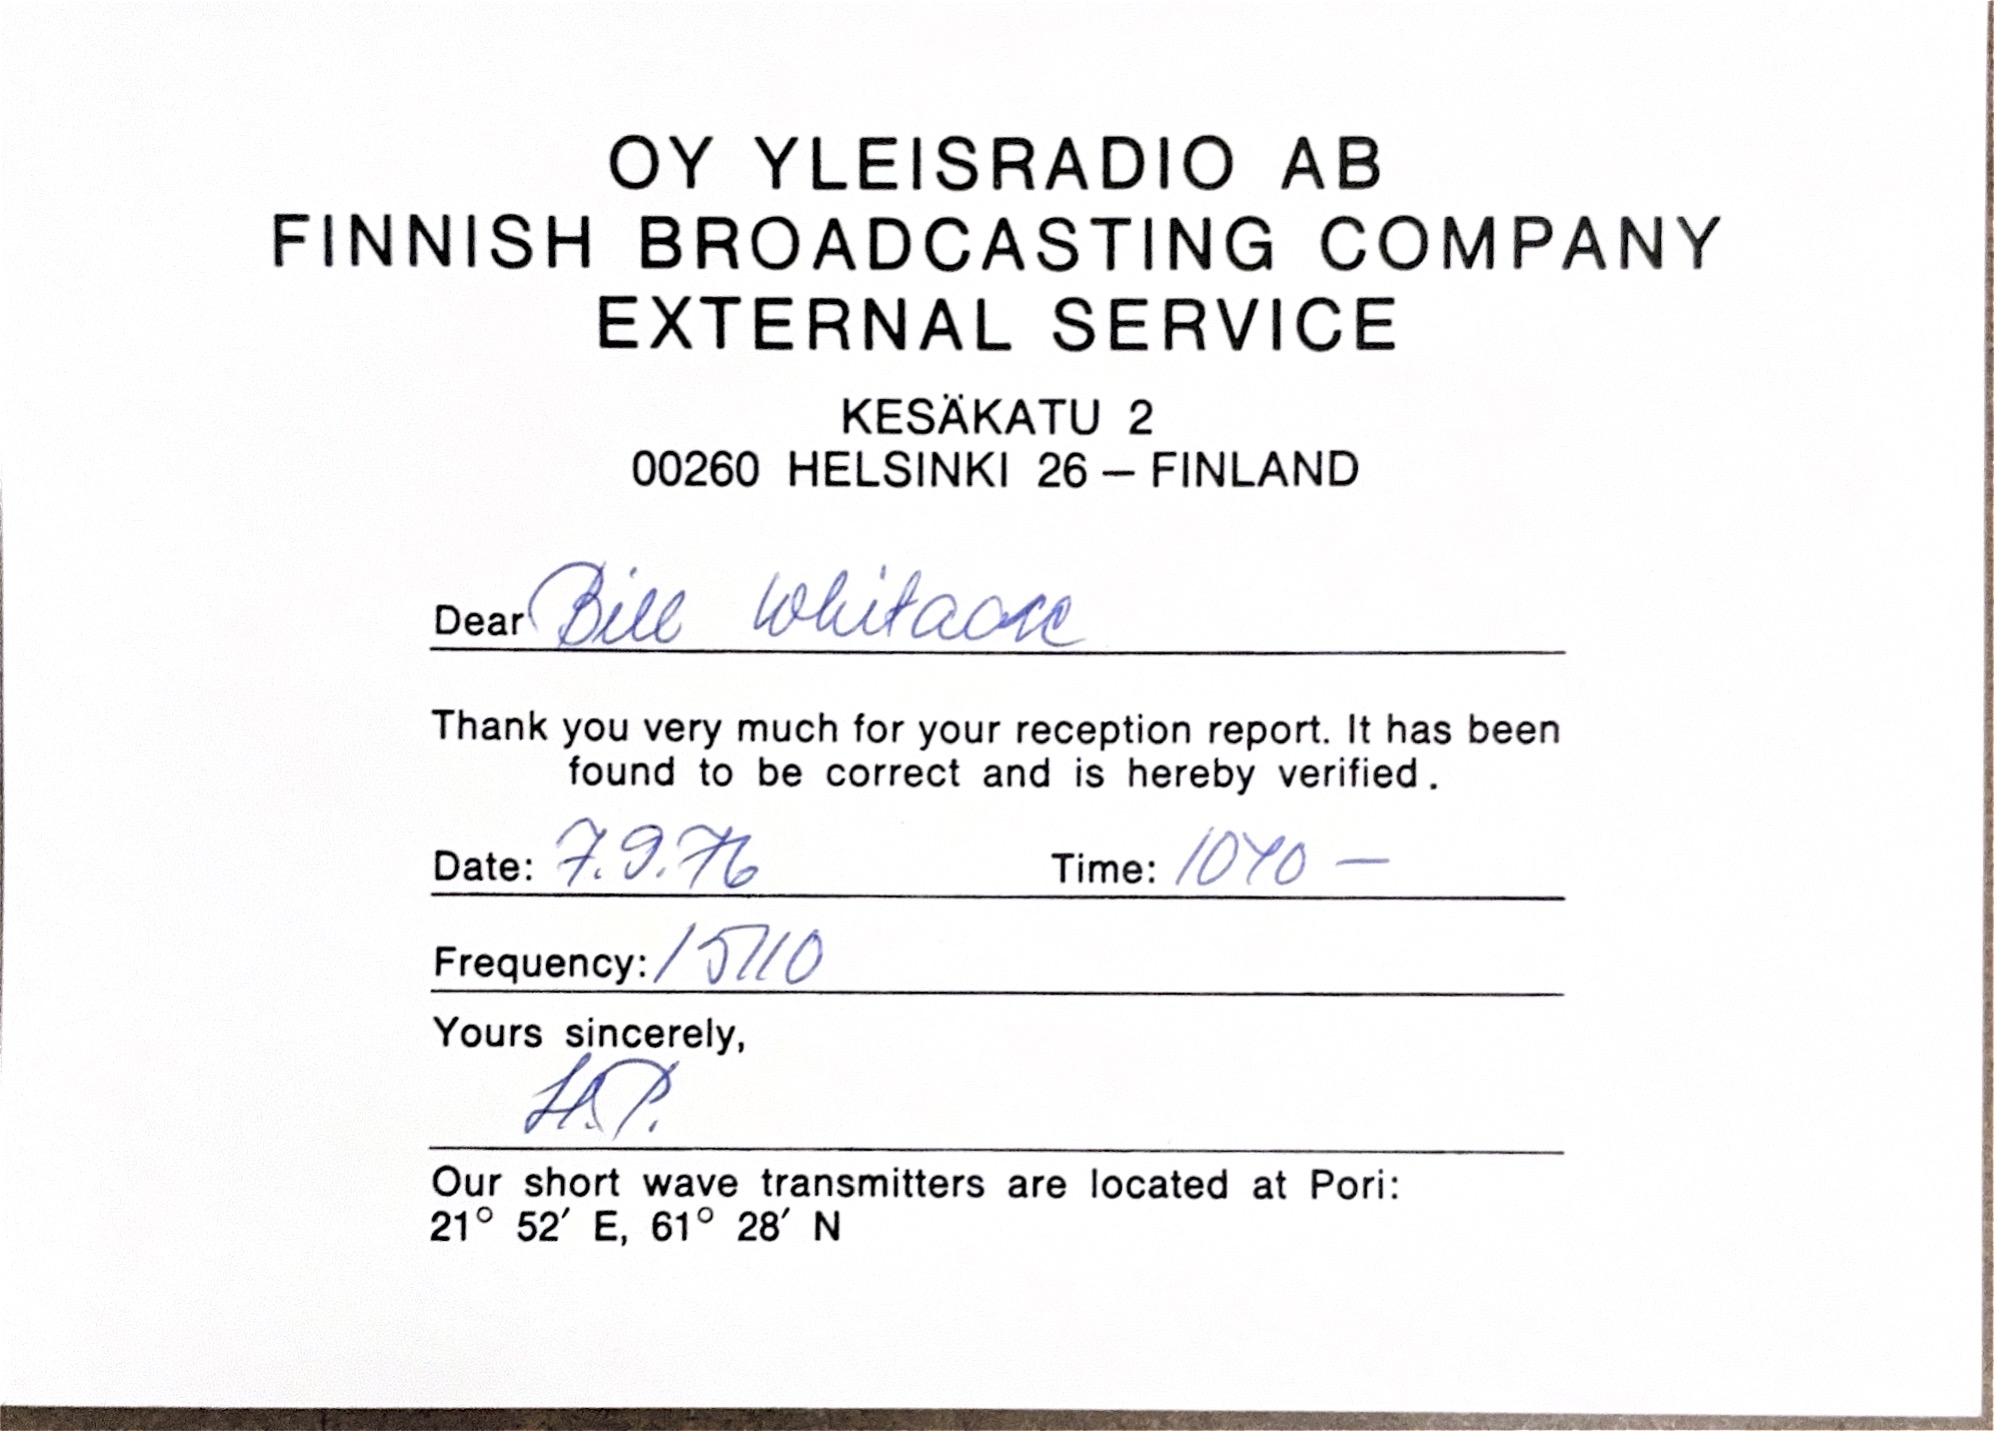 OY YLEISRADIO AB
FINNISH BROADCASTING COMPANY
EXTERNAL SERVICE
KESÄKATU 2
00260 HELSINKI 26 — FINLAND
Dear Bill
Thank you very much for your reception report. It has been
found to be correct and is hereby verified.
Date: 7.9.76 Time: 1040 —
Frequency: 15110
Yours sincerely,
H.P.
Our short wave transmitters are located at Pori:
21° 52′ E, 61° 28′ N